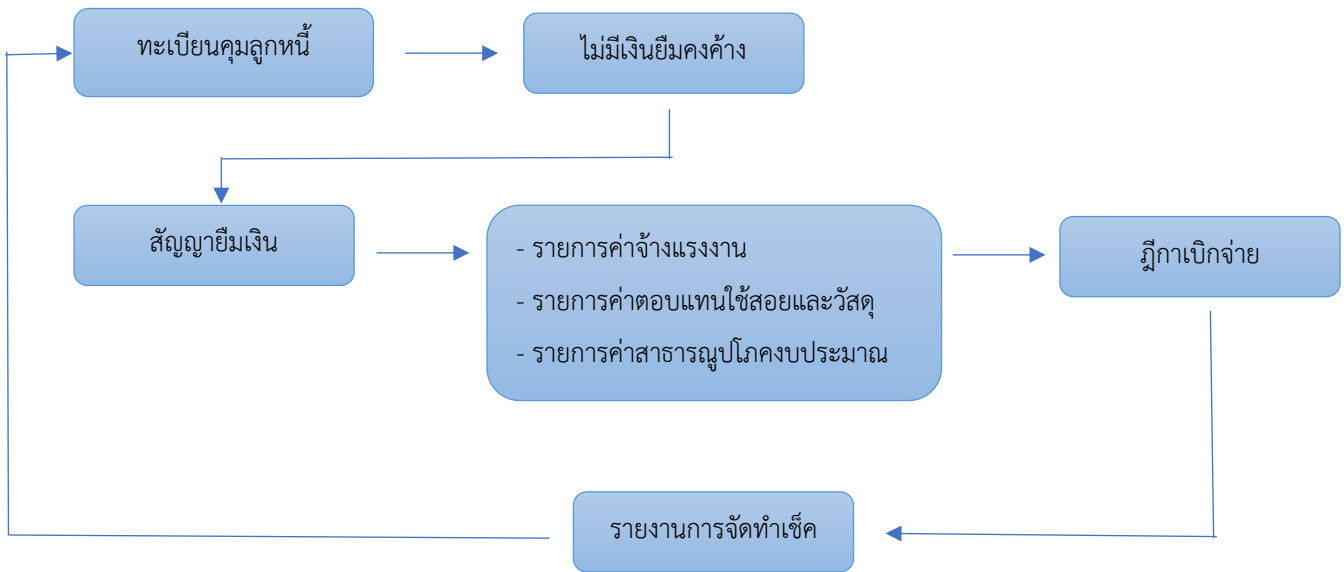 ทะเบียนคุมลูกหนี้
ไม่มีเงินยืมคงค้าง
สัญญายืมเงิน
- รายการค่าจ้างแรงงาน
- รายการค่าตอบแทนใช้สอยและวัสดุ
- รายการค่าสาธารณูปโภคงบประมาณ
ฎีกาเบิกจ่าย
รายงานการจัดทำเช็ค